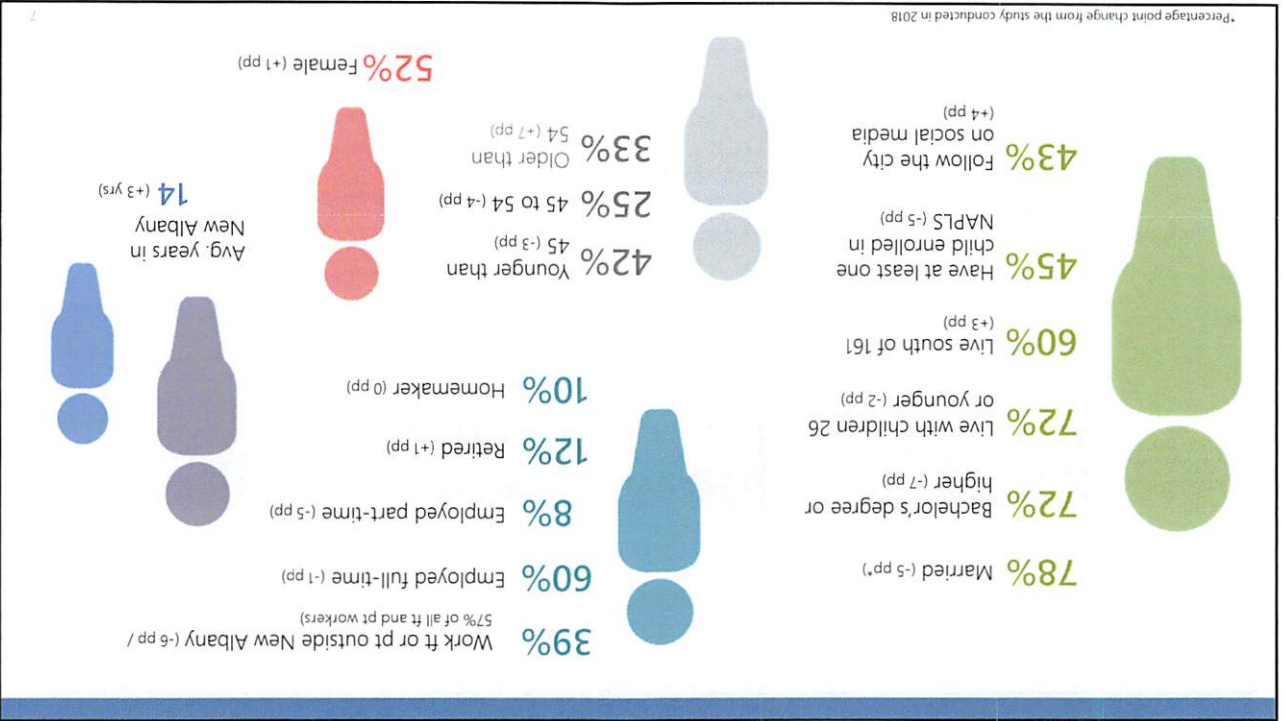 78% Married (-5 pp*)
72% Bachelor's degree or
higher (-7 pp)
72% Live with children 26
or younger (-2 pp)
60% Live south of 161
(+3 pp)
45% Have at least one
child enrolled in
NAPLS (-5 pp)
43% Follow the city
on social media
(+4 pp)
39% Work ft or pt outside New Albany (-6 pp /
57% of all ft and pt workers)
60% Employed full-time (-1 pp)
8% Employed part-time (-5 pp)
12% Retired (+1 pp)
10% Homemaker (0 pp)
42% Younger than
45 (-3 pp)
25% 45 to 54 (-4 pp)
33% Older than
54 (+7 pp)
52% Female (+1 pp)
Avg. years in
New Albany
14 (+3 yrs)
*Percentage point change from the study conducted in 2018.
7